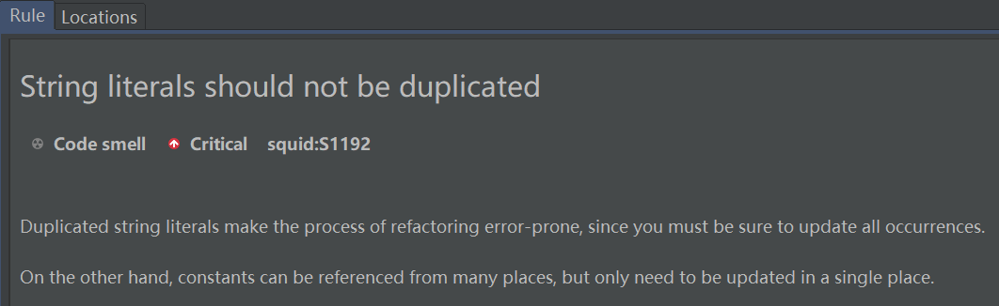 Rule Locations
String literals should not be duplicated
Code smell Critical squid:S1192
Duplicated string literals make the process of refactoring error-prone, since you must be sure to update all occurrences.
On the other hand, constants can be referenced from many places, but only need to be updated in a single place.